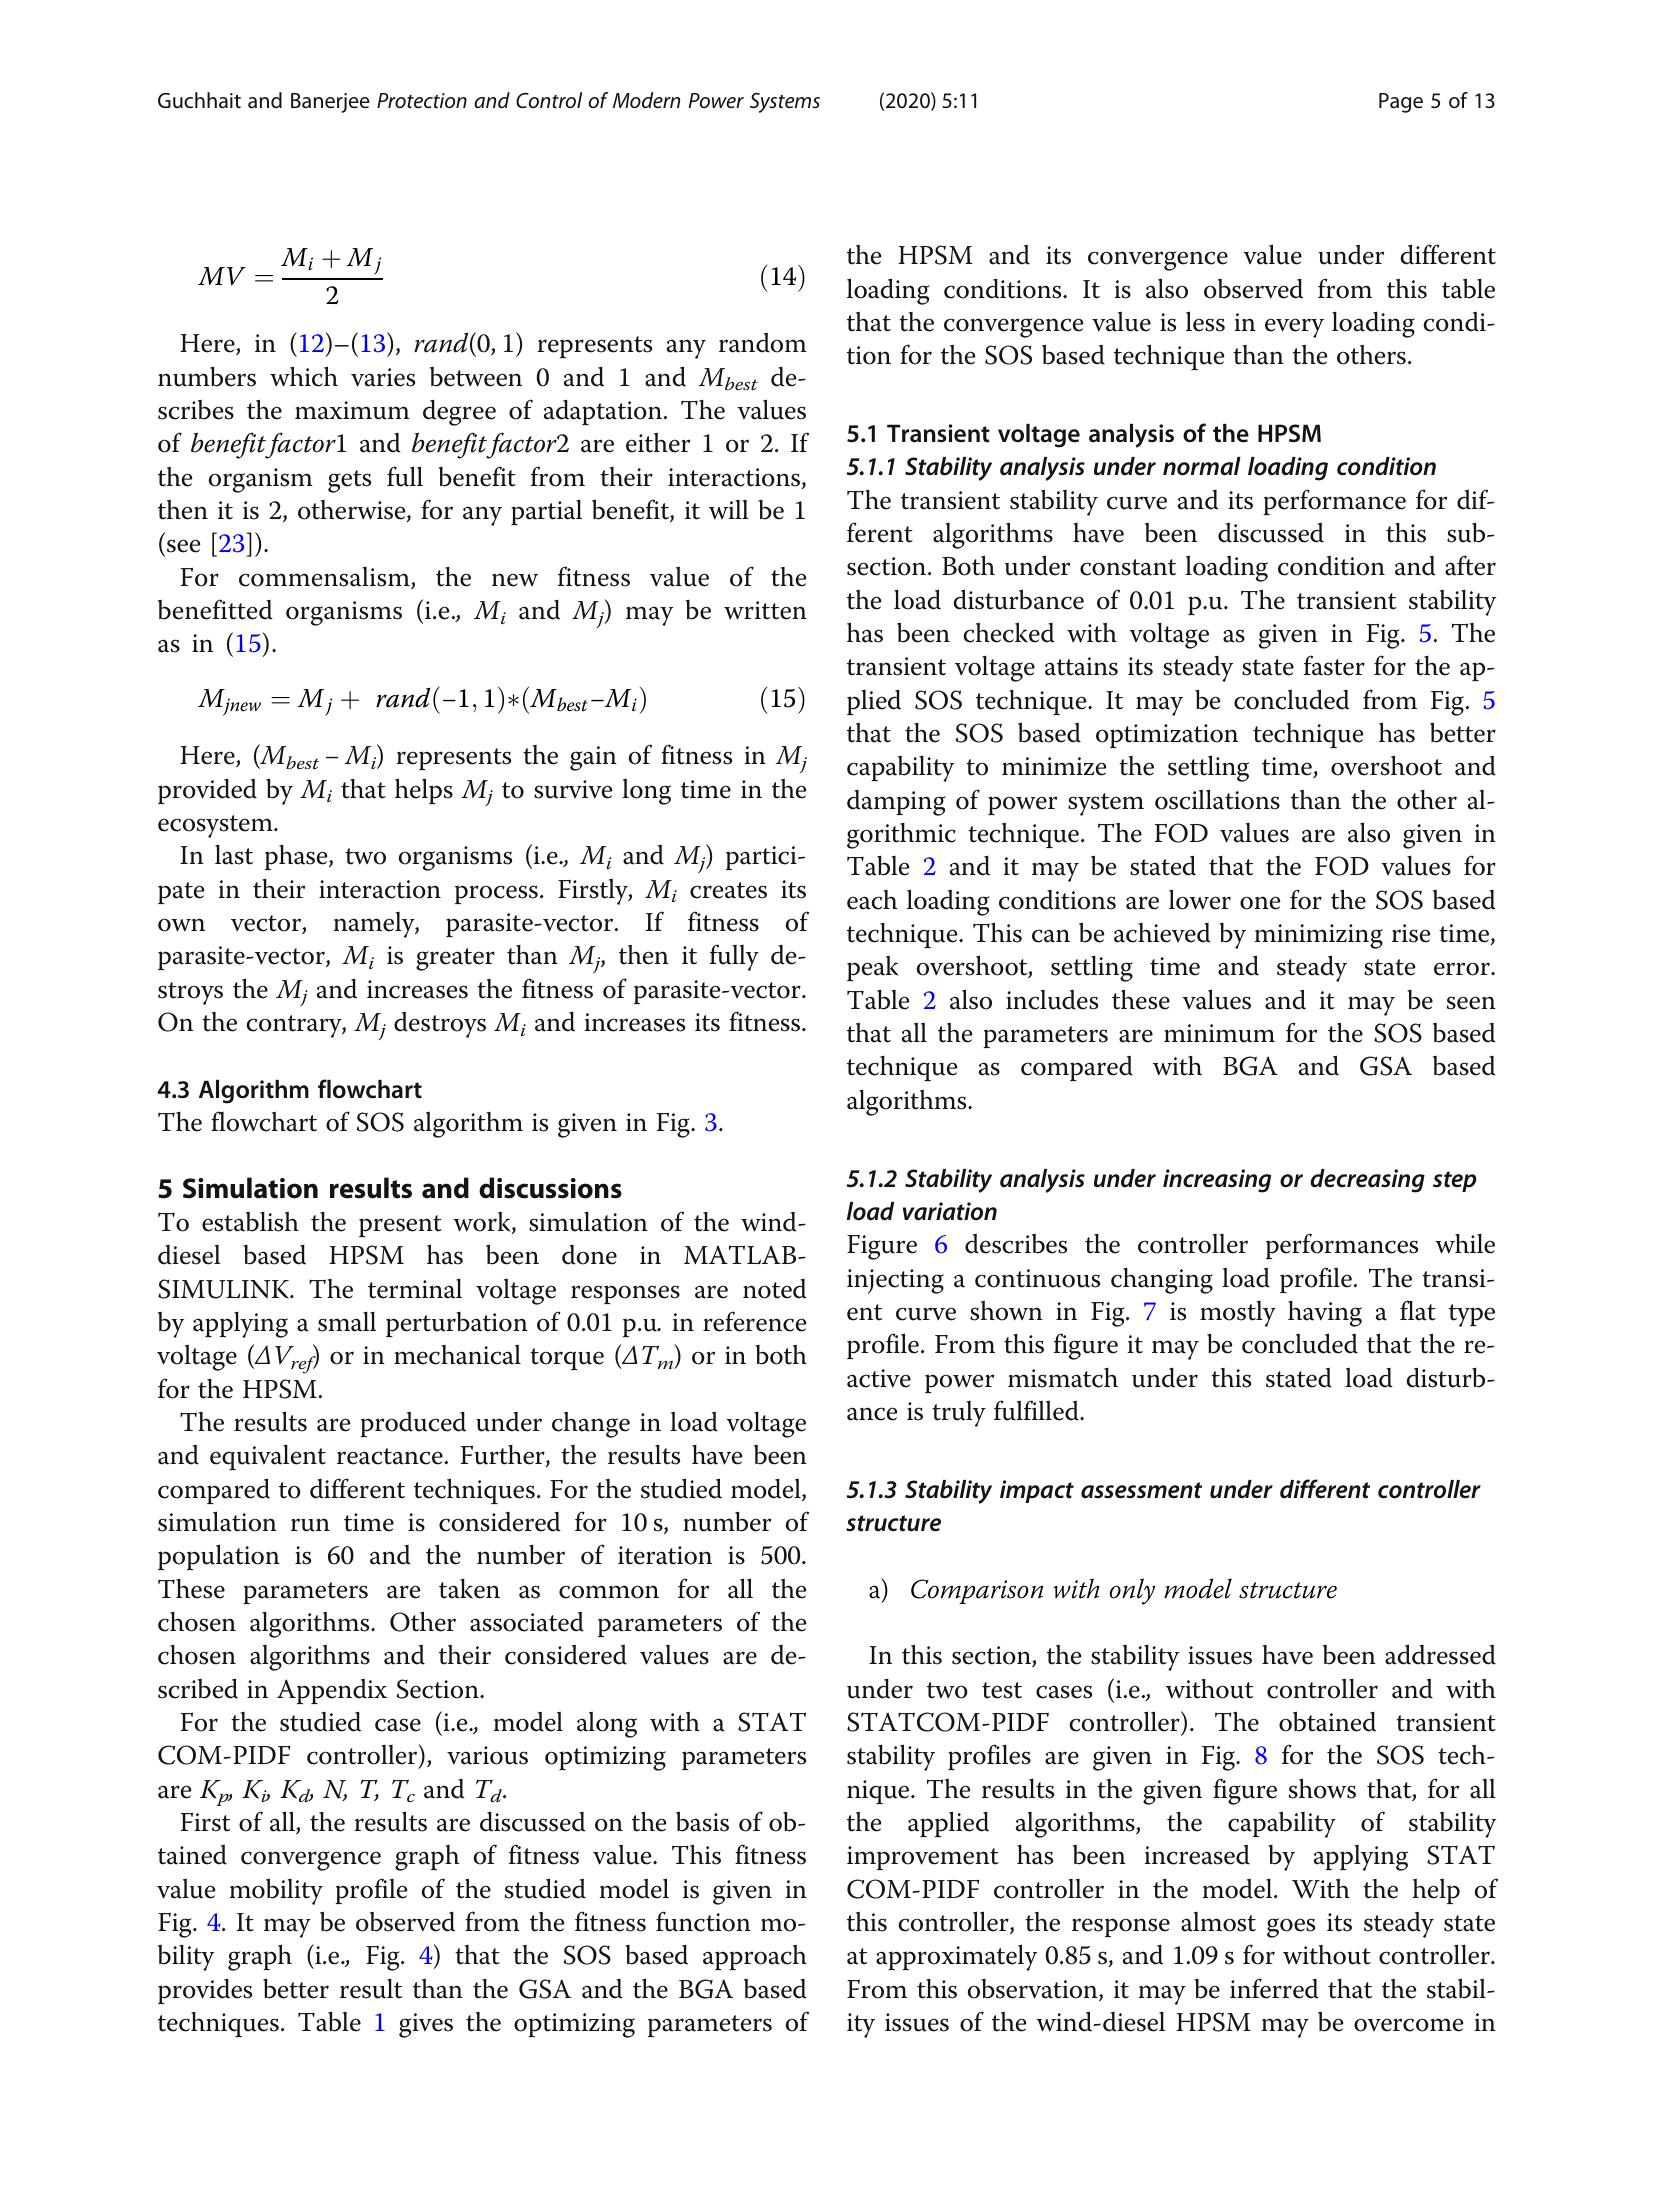 Guchhait and Banerjee Protection and Control of Modern Power Systems (2020) 5:11 Page 5 of 13
MV = (M_i + M_j)/2 (14)
Here, in (12)–(13), rand(0, 1) represents any random
numbers which varies between 0 and 1 and M_best de-
scribes the maximum degree of adaptation. The values
of benefit factor1 and benefit factor2 are either 1 or 2. If
the organism gets full benefit from their interactions,
then it is 2, otherwise, for any partial benefit, it will be 1
(see [23]).
For commensalism, the new fitness value of the
benefitted organisms (i.e., M_i and M_j) may be written
as in (15).
M_jnew = M_j + rand(–1, 1)*(M_best–M_i) (15)
Here, (M_best – M_i) represents the gain of fitness in M_j
provided by M_i that helps M_j to survive long time in the
ecosystem.
In last phase, two organisms (i.e., M_i and M_j) partici-
pate in their interaction process. Firstly, M_i creates its
own vector, namely, parasite-vector. If fitness of
parasite-vector, M_i is greater than M_j, then it fully de-
stroys the M_j and increases the fitness of parasite-vector.
On the contrary, M_j destroys M_i and increases its fitness.
4.3 Algorithm flowchart
The flowchart of SOS algorithm is given in Fig. 3.
5 Simulation results and discussions
To establish the present work, simulation of the wind-
diesel based HPSM has been done in MATLAB-
SIMULINK. The terminal voltage responses are noted
by applying a small perturbation of 0.01 p.u. in reference
voltage (ΔV_ref) or in mechanical torque (ΔT_m) or in both
for the HPSM.
The results are produced under change in load voltage
and equivalent reactance. Further, the results have been
compared to different techniques. For the studied model,
simulation run time is considered for 10 s, number of
population is 60 and the number of iteration is 500.
These parameters are taken as common for all the
chosen algorithms. Other associated parameters of the
chosen algorithms and their considered values are de-
scribed in Appendix Section.
For the studied case (i.e., model along with a STAT
COM-PIDF controller), various optimizing parameters
are K_p, K_i, K_d, N, T, T_c and T_d.
First of all, the results are discussed on the basis of ob-
tained convergence graph of fitness value. This fitness
value mobility profile of the studied model is given in
Fig. 4. It may be observed from the fitness function mo-
bility graph (i.e., Fig. 4) that the SOS based approach
provides better result than the GSA and the BGA based
techniques. Table 1 gives the optimizing parameters of
the HPSM and its convergence value under different
loading conditions. It is also observed from this table
that the convergence value is less in every loading condi-
tion for the SOS based technique than the others.
5.1 Transient voltage analysis of the HPSM
5.1.1 Stability analysis under normal loading condition
The transient stability curve and its performance for dif-
ferent algorithms have been discussed in this sub-
section. Both under constant loading condition and after
the load disturbance of 0.01 p.u. The transient stability
has been checked with voltage as given in Fig. 5. The
transient voltage attains its steady state faster for the ap-
plied SOS technique. It may be concluded from Fig. 5
that the SOS based optimization technique has better
capability to minimize the settling time, overshoot and
damping of power system oscillations than the other al-
gorithmic technique. The FOD values are also given in
Table 2 and it may be stated that the FOD values for
each loading conditions are lower one for the SOS based
technique. This can be achieved by minimizing rise time,
peak overshoot, settling time and steady state error.
Table 2 also includes these values and it may be seen
that all the parameters are minimum for the SOS based
technique as compared with BGA and GSA based
algorithms.
5.1.2 Stability analysis under increasing or decreasing step
load variation
Figure 6 describes the controller performances while
injecting a continuous changing load profile. The transi-
ent curve shown in Fig. 7 is mostly having a flat type
profile. From this figure it may be concluded that the re-
active power mismatch under this stated load disturb-
ance is truly fulfilled.
5.1.3 Stability impact assessment under different controller
structure
a) Comparison with only model structure
In this section, the stability issues have been addressed
under two test cases (i.e., without controller and with
STATCOM-PIDF controller). The obtained transient
stability profiles are given in Fig. 8 for the SOS tech-
nique. The results in the given figure shows that, for all
the applied algorithms, the capability of stability
improvement has been increased by applying STAT
COM-PIDF controller in the model. With the help of
this controller, the response almost goes its steady state
at approximately 0.85 s, and 1.09 s for without controller.
From this observation, it may be inferred that the stabil-
ity issues of the wind-diesel HPSM may be overcome in